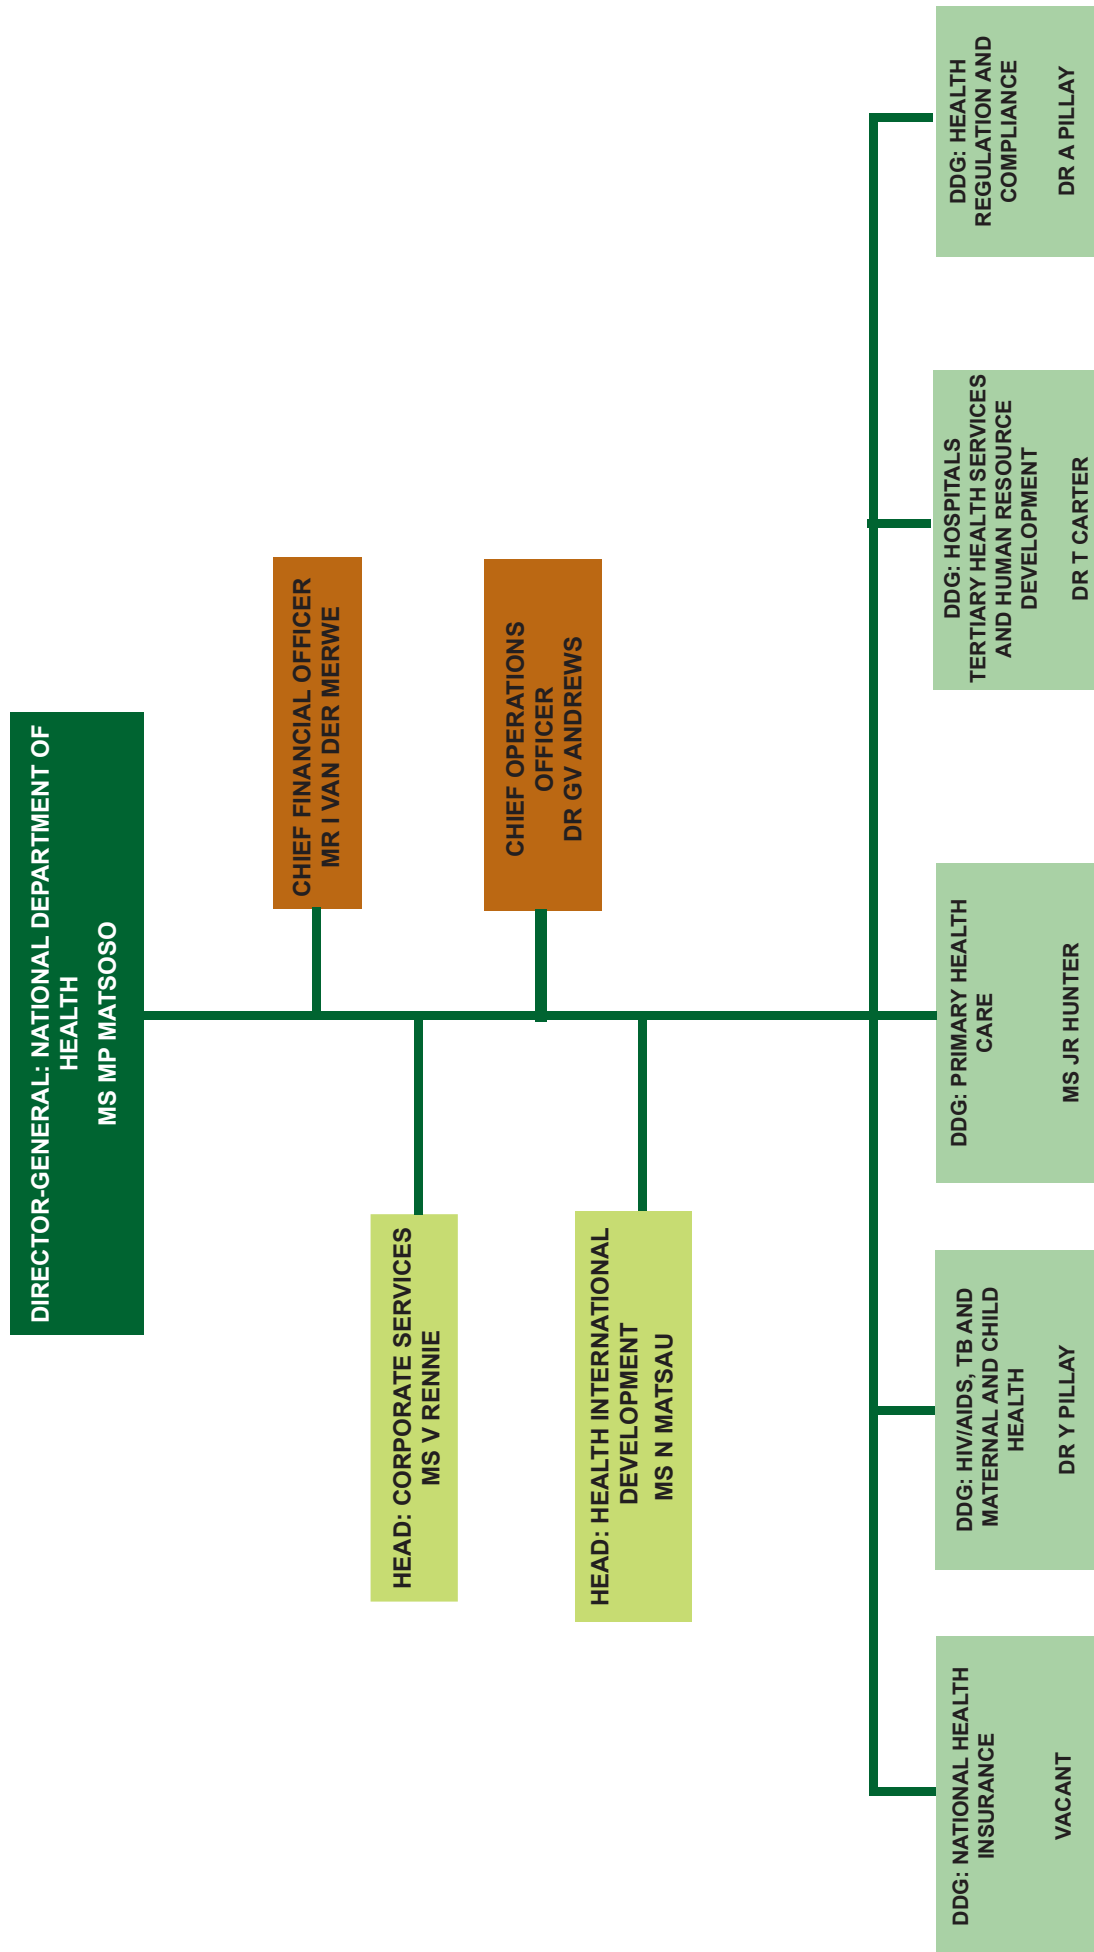 DIRECTOR-GENERAL: NATIONAL DEPARTMENT OF
HEALTH
MS MP MATSOSO
CHIEF FINANCIAL OFFICER
MR I VAN DER MERWE
HEAD: CORPORATE SERVICES
MS V RENNIE
CHIEF OPERATIONS
OFFICER
DR GV ANDREWS
HEAD: HEALTH INTERNATIONAL
DEVELOPMENT
MS N MATSAU
DDG: NATIONAL HEALTH
INSURANCE
VACANT
DDG: HIV/AIDS, TB AND
MATERNAL AND CHILD
HEALTH
DR Y PILLAY
DDG: PRIMARY HEALTH
CARE
MS JR HUNTER
DDG: HOSPITALS
TERTIARY HEALTH SERVICES
AND HUMAN RESOURCE
DEVELOPMENT
DR T CARTER
DDG: HEALTH
REGULATION AND
COMPLIANCE
DR A PILLAY